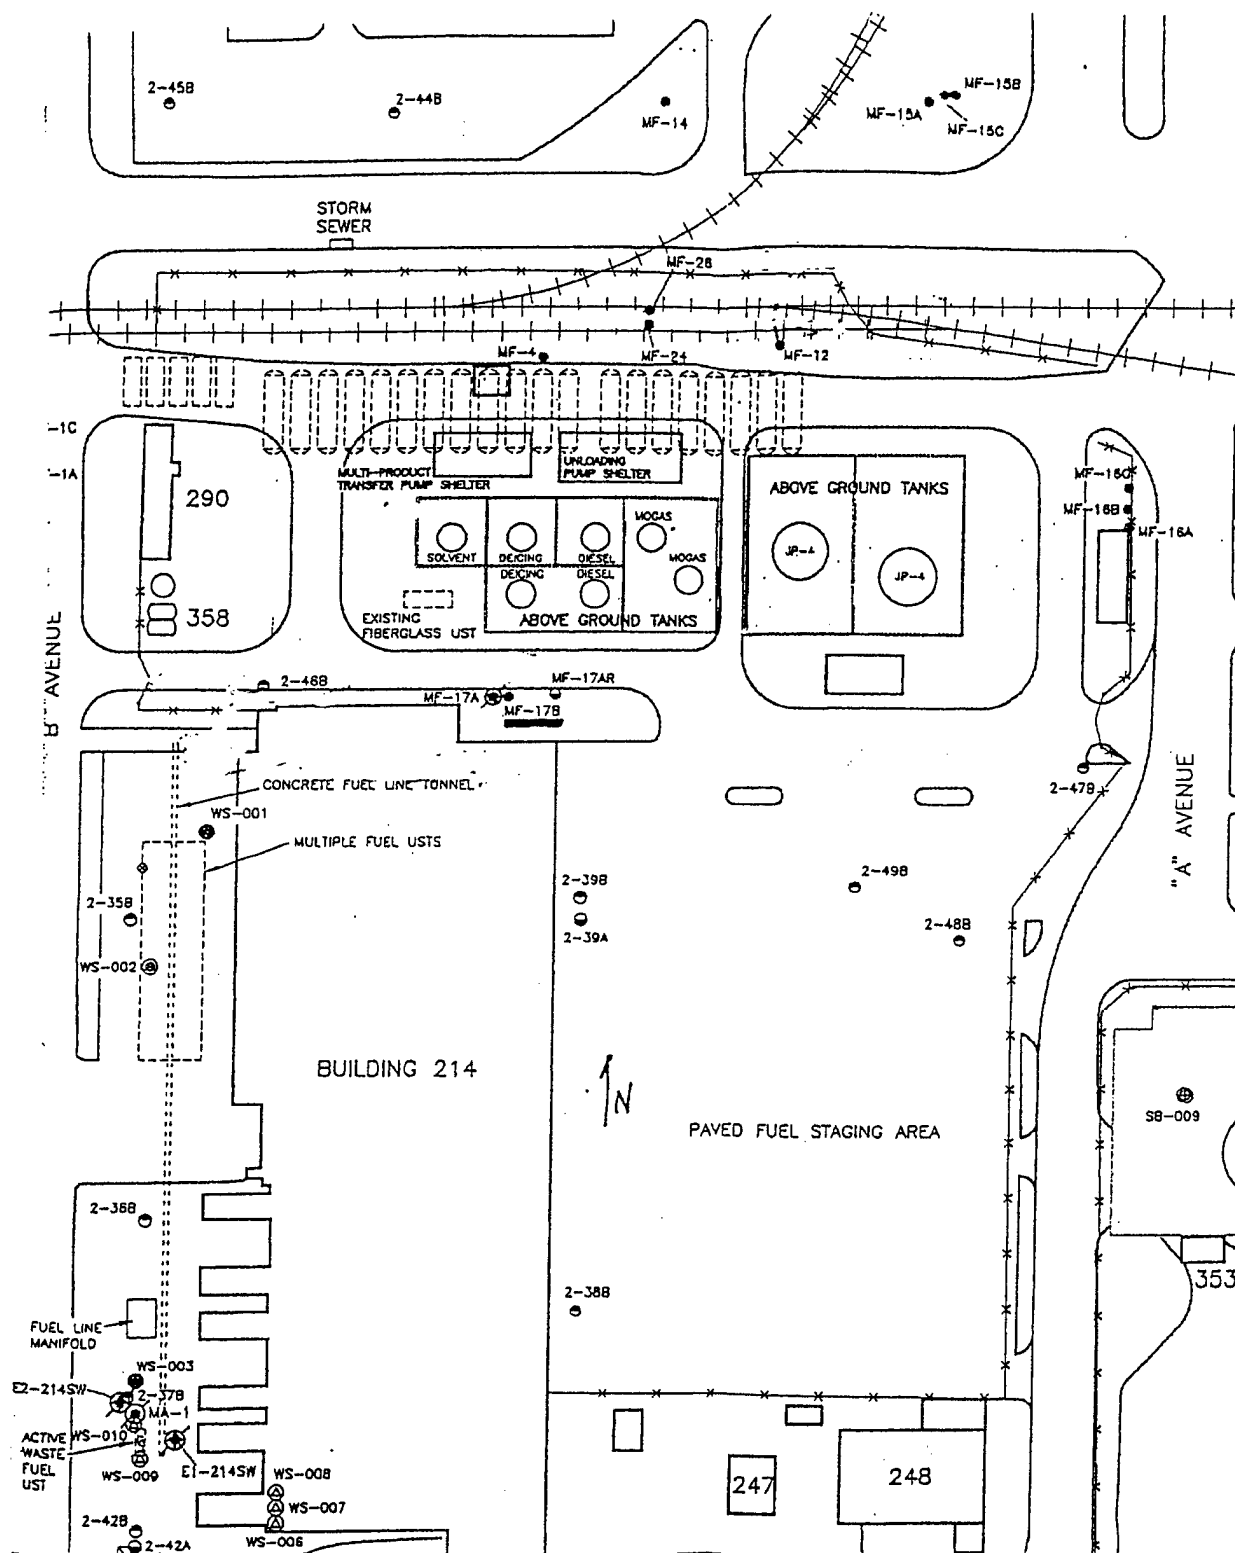 2-45B
2-44B
MF-14
MF-15B
MF-15A
MF-15C
STORM
SEWER
MF-28
MF-4
MF-24
MF-12
-1C
-1A
290
358
MULTI-PRODUCT
TRANSFER PUMP SHELTER
UNLOADING
PUMP SHELTER
SOLVENT
DEICING
DIESEL
MOGAS
MOGAS
DEICING
DIESEL
EXISTING
FIBERGLASS UST
ABOVE GROUND TANKS
ABOVE GROUND TANKS
JP-4
JP-4
MF-16C
MF-16B
MF-16A
AVENUE
2-46B
MF-17A
MF-17B
MF-17AR
CONCRETE FUEL LINE TUNNEL
WS-001
MULTIPLE FUEL USTS
2-35B
WS-002
2-39B
2-39A
2-49B
2-48B
2-47B
"A" AVENUE
BUILDING 214
N
PAVED FUEL STAGING AREA
SB-009
353
2-36B
2-38B
FUEL LINE
MANIFOLD
WS-003
E2-214SW
2-37B
MA-1
WS-010
ACTIVE
WASTE
FUEL
UST
WS-009
E1-214SW
WS-008
WS-007
WS-006
2-42B
2-42A
247
248